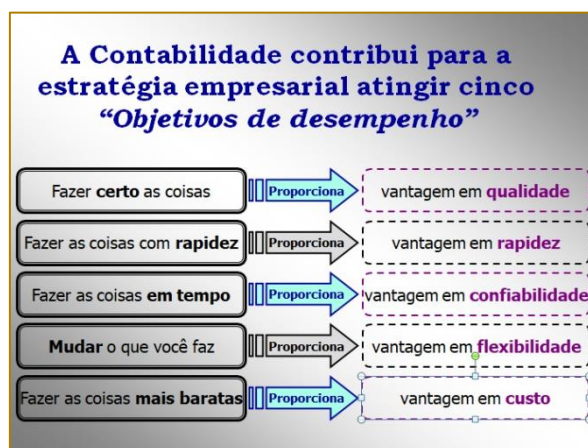 A Contabilidade contribui para a
estratégia empresarial atingir cinco
“Objetivos de desempenho”
Fazer certo as coisas Proporciona vantagem em qualidade
Fazer as coisas com rapidez Proporciona vantagem em rapidez
Fazer as coisas em tempo Proporciona vantagem em confiabilidade
Mudar o que você faz Proporciona vantagem em flexibilidade
Fazer as coisas mais baratas Proporciona vantagem em custo